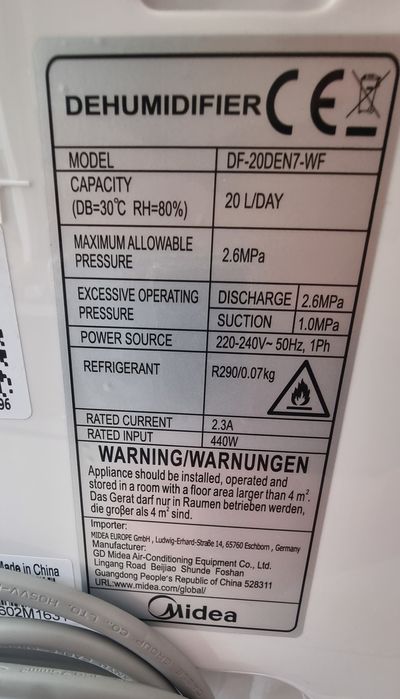 DEHUMIDIFIER CE
MODEL DF-20DEN7-WF
CAPACITY
(DB=30℃ RH=80%) 20 L/DAY
MAXIMUM ALLOWABLE
PRESSURE 2.6MPa
EXCESSIVE OPERATING
PRESSURE
DISCHARGE 2.6MPa
SUCTION 1.0MPa
POWER SOURCE 220-240V~ 50Hz, 1Ph
REFRIGERANT R290/0.07kg
RATED CURRENT 2.3A
RATED INPUT 440W
WARNING/WARNUNGEN
Appliance should be installed, operated and
stored in a room with a floor area larger than 4 m².
Das Gerat darf nur in Raumen betrieben werden,
die großer als 4 m² sind.
Importer:
MIDEA EUROPE GmbH , Ludwig-Erhard-Straße 14, 65760 Eschborn , Germany
Manufacturer:
GD Midea Air-Conditioning Equipment Co., Ltd.
Lingang Road Beijiao Shunde Foshan
Guangdong People's Republic of China 528311
URL:www.midea.com/global/
Midea
96
Made in China